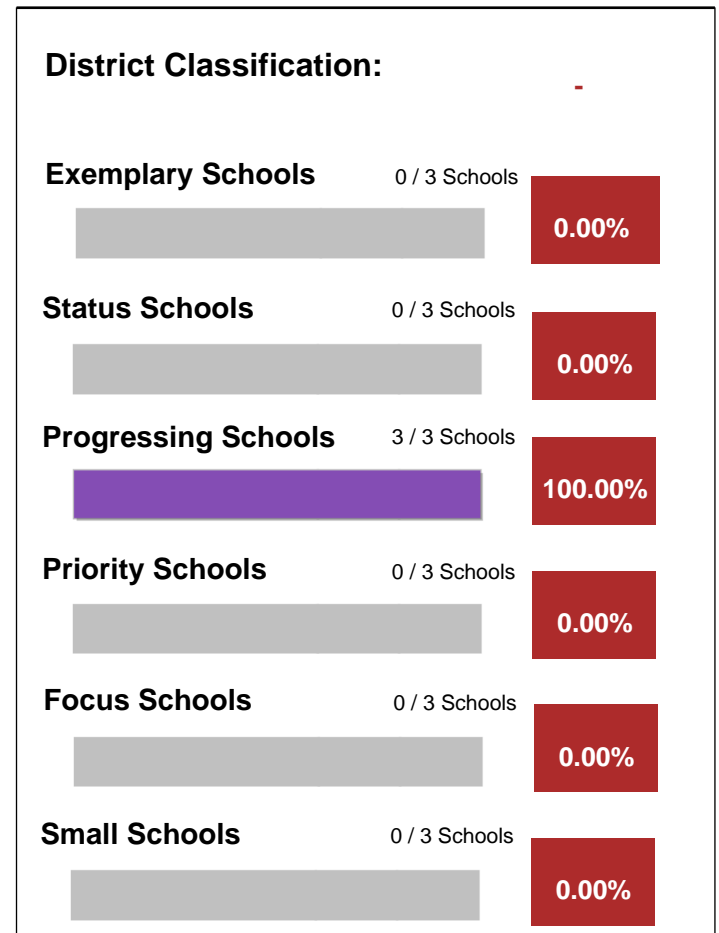 District Classification:
-
Exemplary Schools 0 / 3 Schools
0.00%
Status Schools 0 / 3 Schools
0.00%
Progressing Schools 3 / 3 Schools
100.00%
Priority Schools 0 / 3 Schools
0.00%
Focus Schools 0 / 3 Schools
0.00%
Small Schools 0 / 3 Schools
0.00%